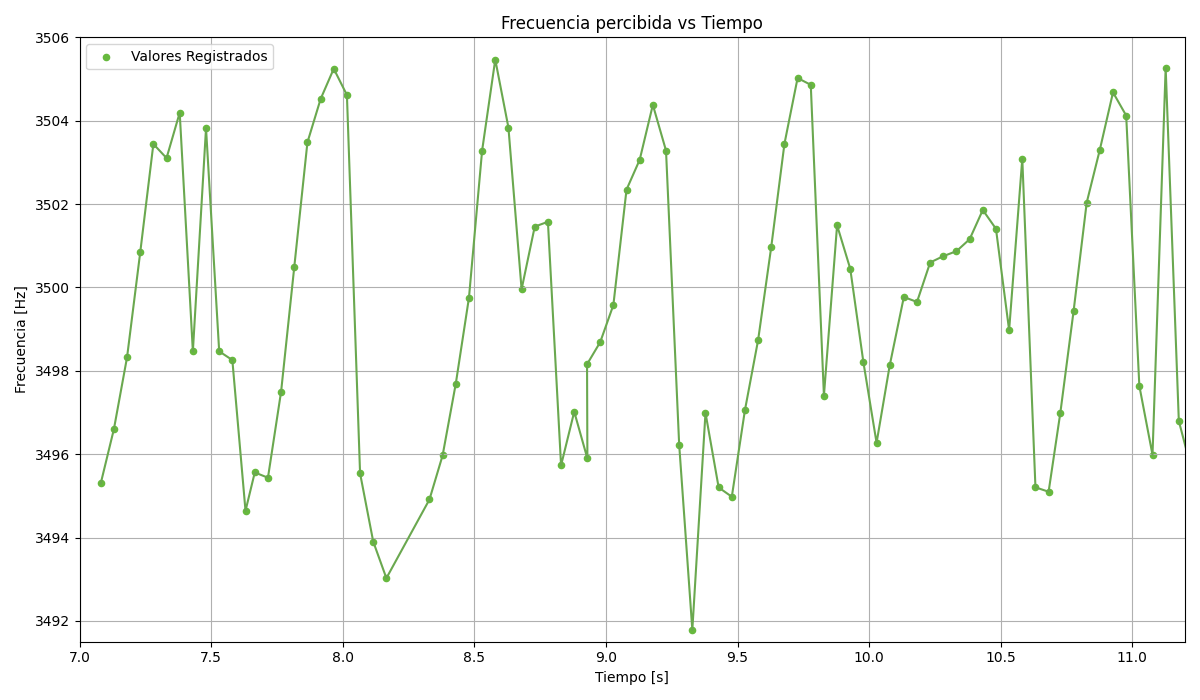 Frecuencia percibida vs Tiempo
Valores Registrados
Frecuencia [Hz]
3506
3504
3502
3500
3498
3496
3494
3492
7.0 7.5 8.0 8.5 9.0 9.5 10.0 10.5 11.0
Tiempo [s]